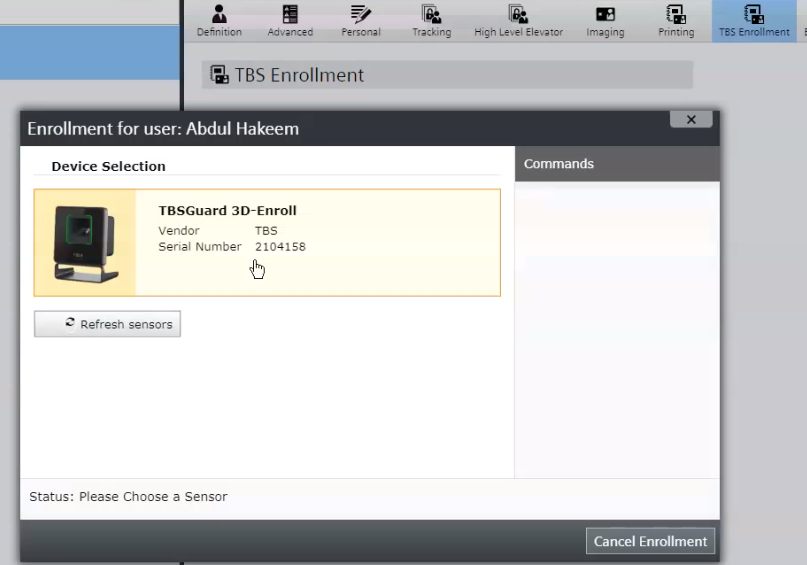 Definition Advanced Personal Tracking High Level Elevator Imaging Printing TBS Enrollment
TBS Enrollment
Enrollment for user: Abdul Hakeem
Device Selection
Commands
TBSGuard 3D-Enroll
Vendor TBS
Serial Number 2104158
Refresh sensors
Status: Please Choose a Sensor
Cancel Enrollment